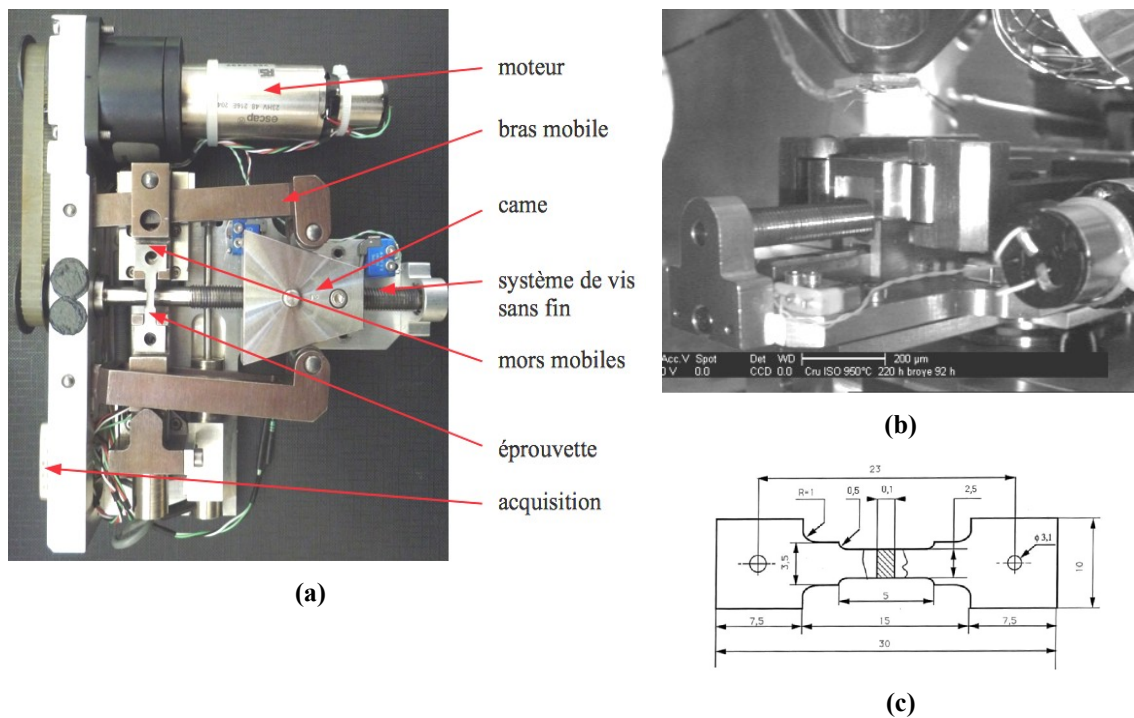 moteur
bras mobile
came
système de vis
sans fin
mors mobiles
éprouvette
acquisition
(a)
escap
Acc.V Spot Det WD 200 µm
0 V 0.0 CCD 0.0 Cru ISO 950°C 220 h broye 92 h
(b)
23
R=1
0,5
0,1
2,5
ϕ 3,1
3,5
10
5
7,5
15
7,5
30
(c)